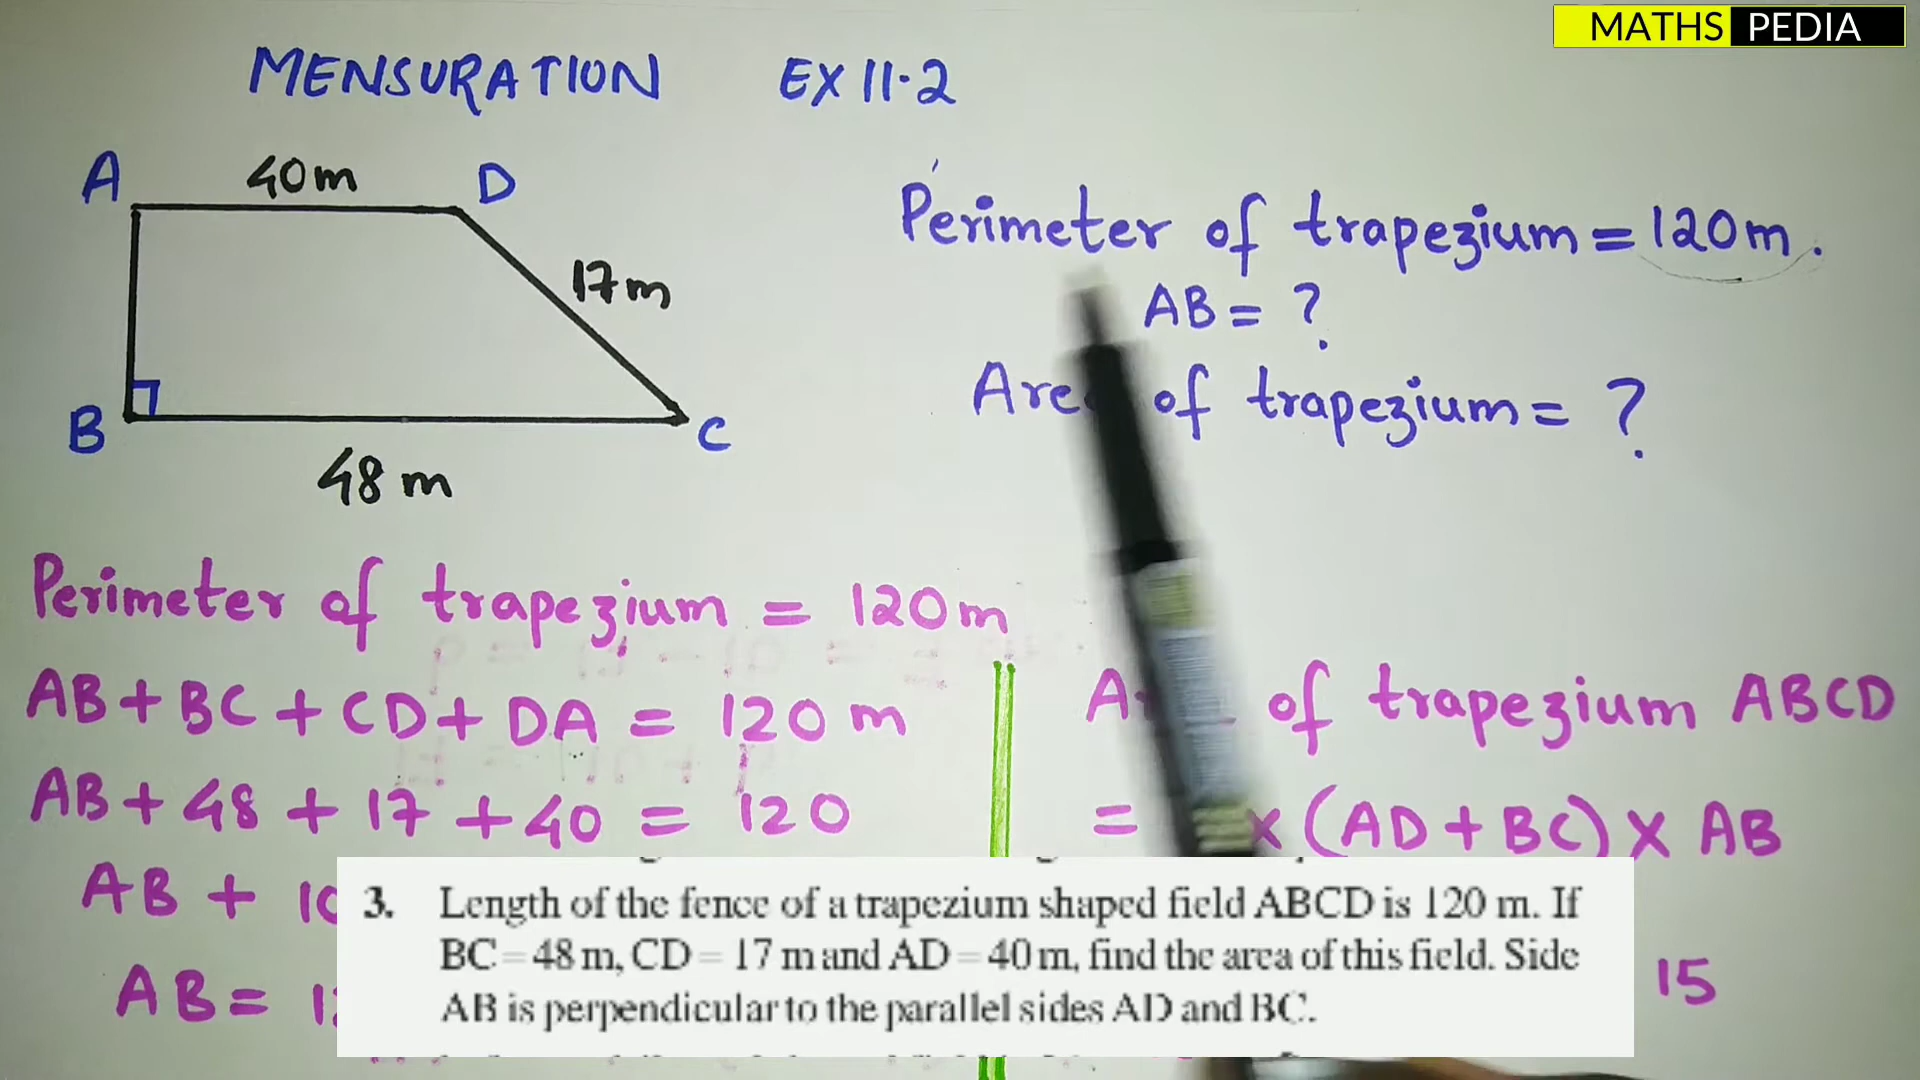 MATHS PEDIA
MENSURATION EX 11.2
A 40m D
17m
B C
48 m
Perimeter of trapezium = 120m.
AB = ?
of trapezium = ?
Perimeter of trapezium = 120m
AB + BC + CD + DA = 120 m
AB + 48 + 17 + 40 = 120
AB +
AB =
of trapezium ABCD
= x (AD + BC) x AB
15
3. Length of the fence of a trapezium shaped field ABCD is 120 m. If
BC = 48 m, CD = 17 m and AD = 40 m, find the area of this field. Side
AB is perpendicular to the parallel sides AD and BC.